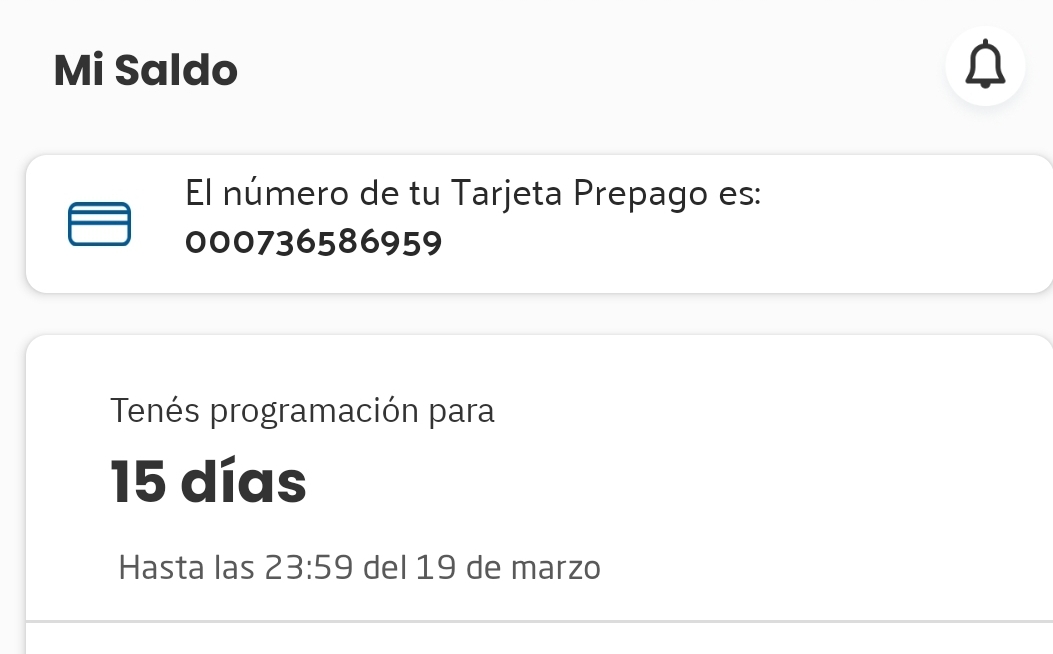 Mi Saldo
El número de tu Tarjeta Prepago es:
000736586959
Tenés programación para
15 días
Hasta las 23:59 del 19 de marzo